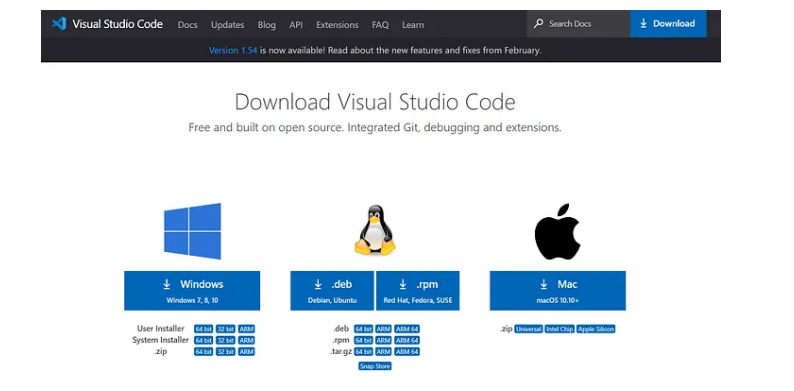 Visual Studio Code Docs Updates Blog API Extensions FAQ Learn Search Docs Download
Version 1.54 is now available! Read about the new features and fixes from February.
Download Visual Studio Code
Free and built on open source. Integrated Git, debugging and extensions.
Windows
Windows 7, 8, 10
User Installer 64 bit 32 bit ARM
System Installer 64 bit 32 bit ARM
.zip 64 bit 32 bit ARM
.deb
Debian, Ubuntu
.rpm
Red Hat, Fedora, SUSE
.deb 64 bit ARM ARM 64
.rpm 64 bit ARM ARM 64
.tar.gz 64 bit ARM ARM 64
Snap Store
Mac
macOS 10.10+
.zip Universal Intel Chip Apple Silicon